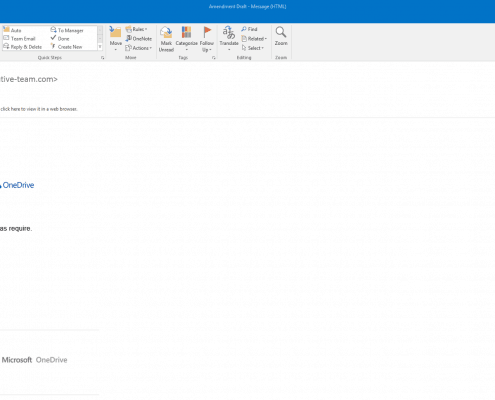 Amendment Draft - Message (HTML)
Auto
To Manager
Team Email
Done
Reply & Delete
Create New
Quick Steps
Move
Rules
OneNote
Actions
Move
Mark Unread
Categorize
Follow Up
Tags
Translate
Find
Related
Select
Editing
Zoom
Zoom
tive-team.com>
click here to view it in a web browser.
OneDrive
as require.
Microsoft OneDrive